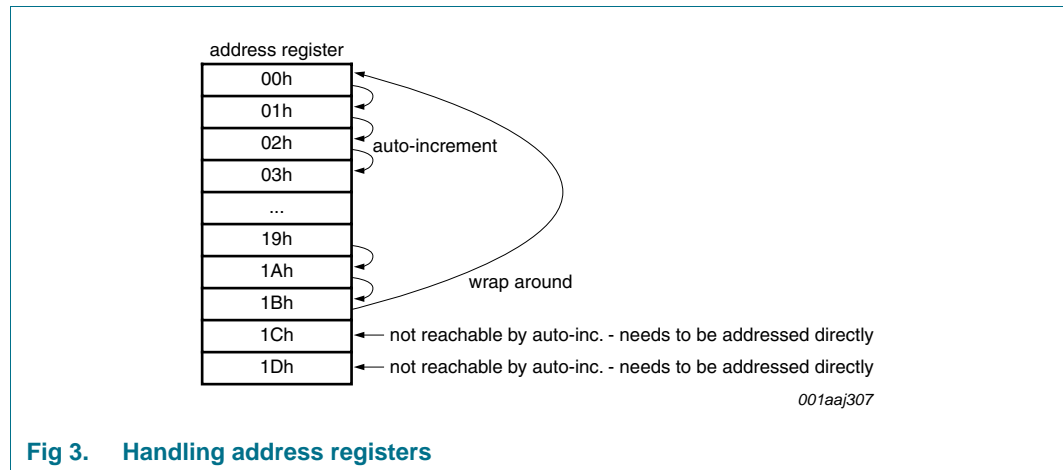 address register
00h
01h
02h
auto-increment
03h
...
19h
1Ah
wrap around
1Bh
1Ch
not reachable by auto-inc. - needs to be addressed directly
1Dh
not reachable by auto-inc. - needs to be addressed directly
001aaj307
Fig 3. Handling address registers